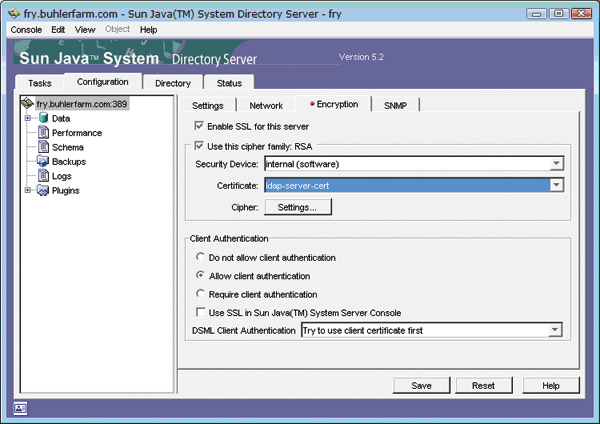 fry.buhlerfarm.com - Sun Java(TM) System Directory Server - fry
Console Edit View Object Help
Sun Java™ System Directory Server Version 5.2
Tasks Configuration Directory Status
fry.buhlerfarm.com:389
Data
Performance
Schema
Backups
Logs
Plugins
Settings Network Encryption SNMP
Enable SSL for this server
Use this cipher family: RSA
Security Device: internal (software)
Certificate: ldap-server-cert
Cipher: Settings...
Client Authentication
Do not allow client authentication
Allow client authentication
Require client authentication
Use SSL in Sun Java(TM) System Server Console
DSML Client Authentication Try to use client certificate first
Save Reset Help